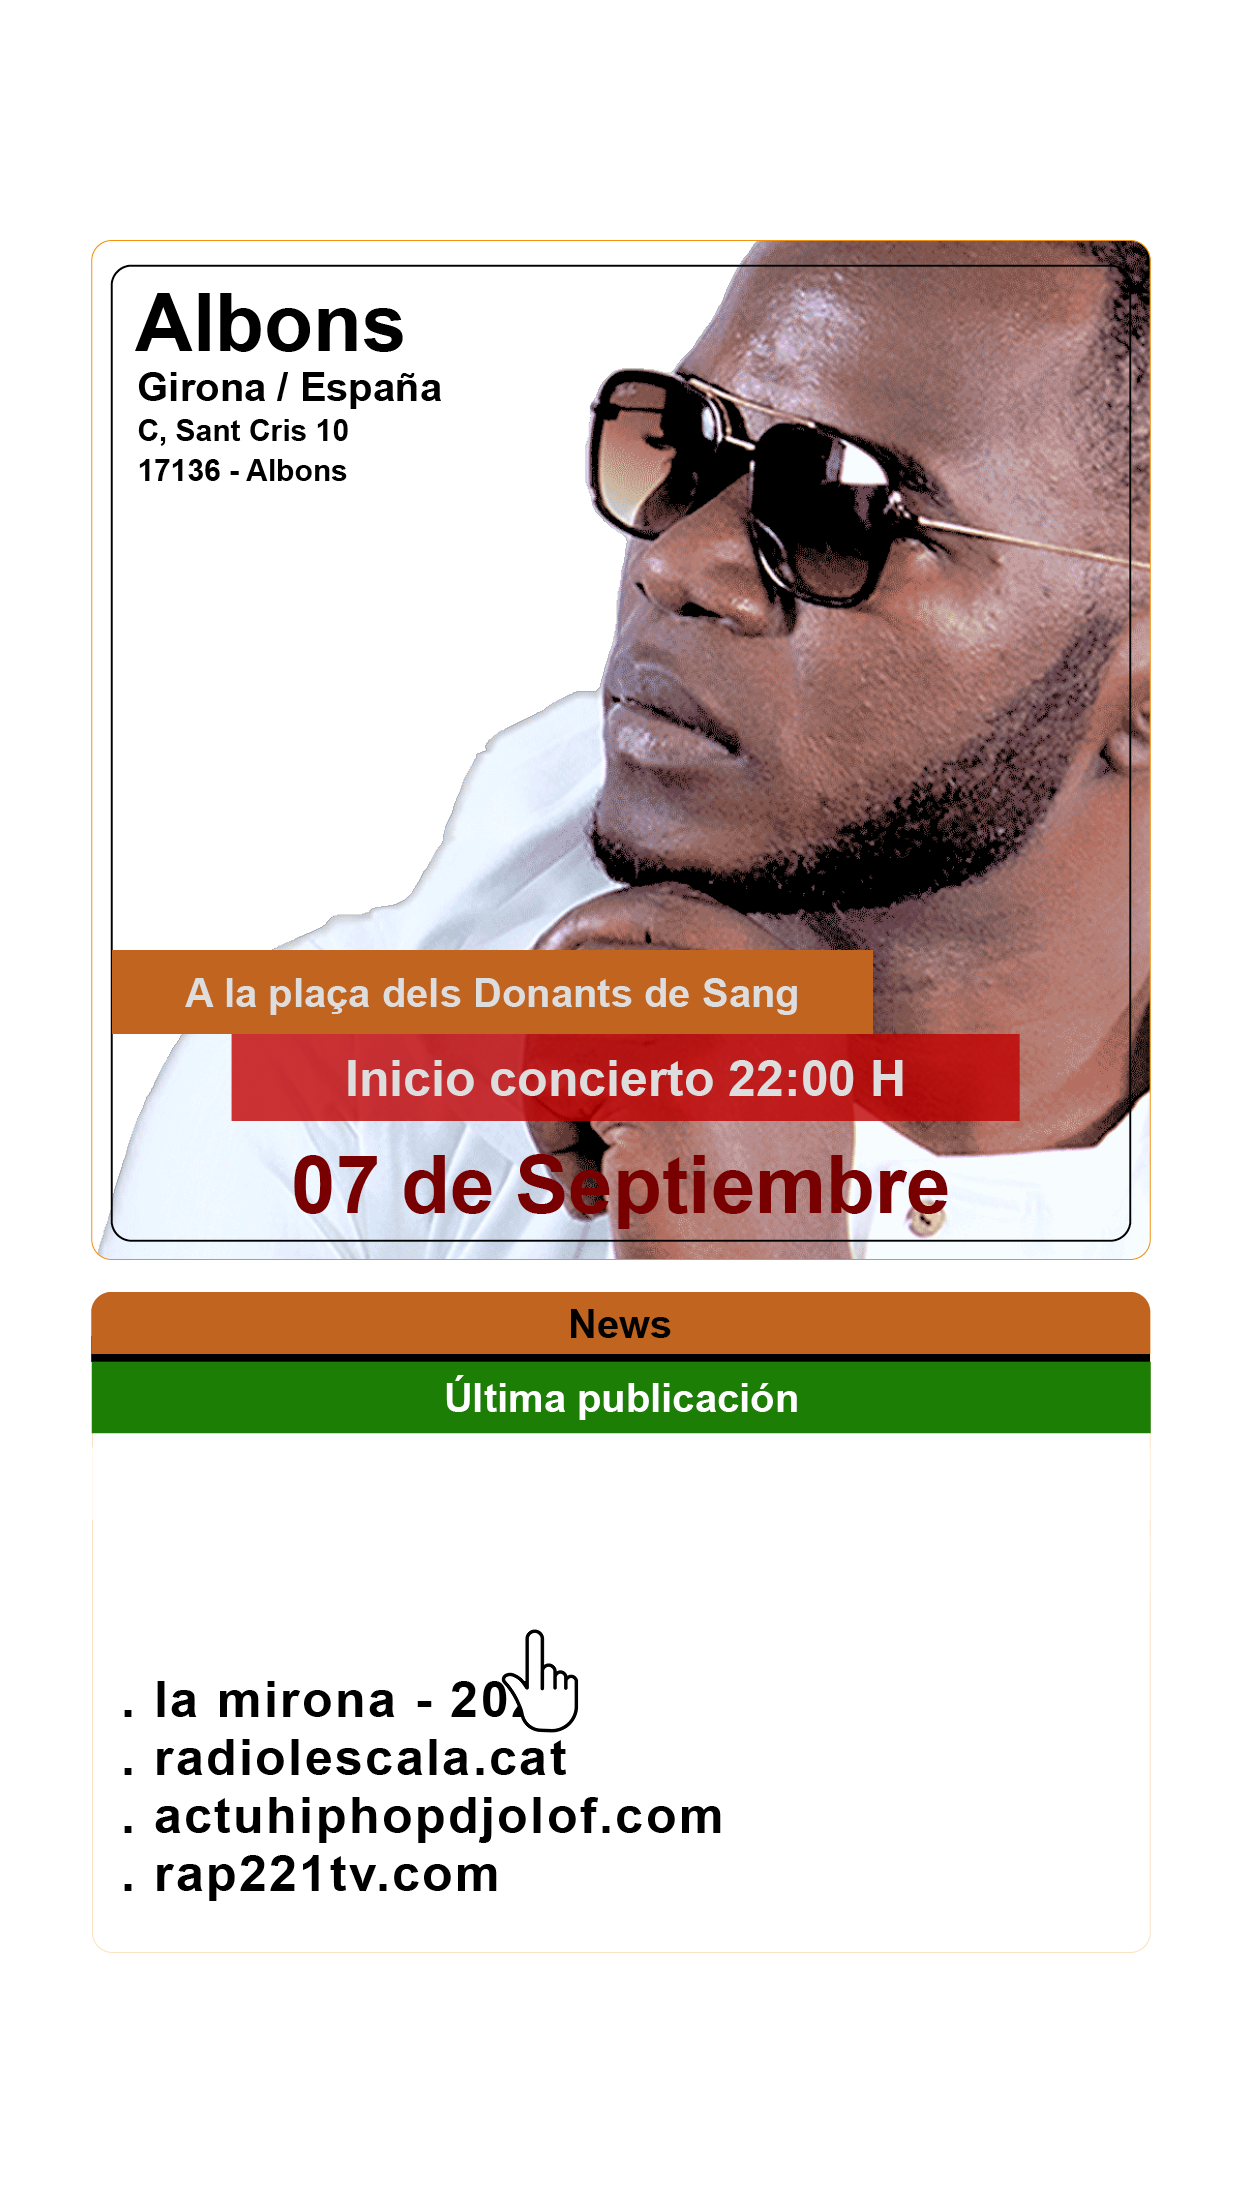 Albons
Girona / España
C, Sant Cris 10
17136 - Albons
A la plaça dels Donants de Sang
Inicio concierto 22:00 H
07 de Septiembre
News
Última publicación
. la mirona -
. radiolescala.cat
. actuhiphopdjolof.com
. rap221tv.com